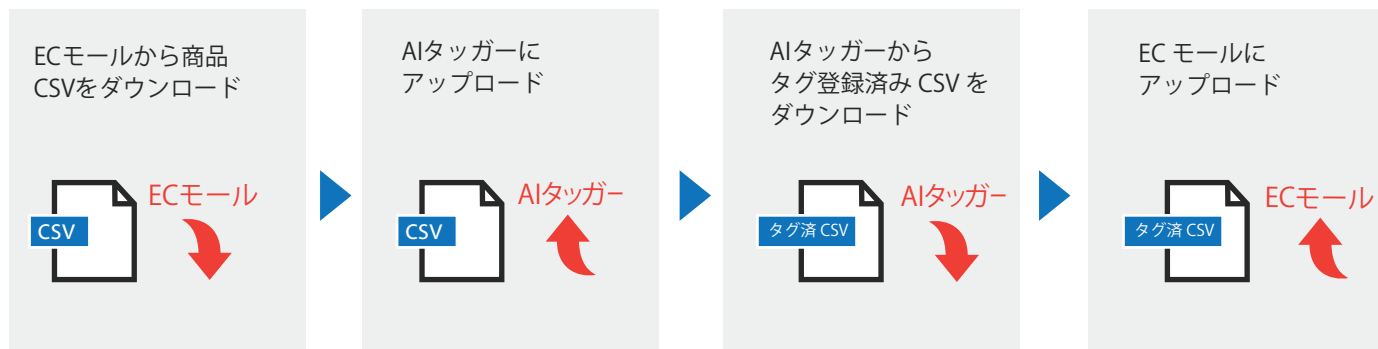 ECモールから商品
CSVをダウンロード
ECモール
CSV
AIタッガーに
アップロード
AIタッガー
CSV
AIタッガーから
タグ登録済み CSV を
ダウンロード
AIタッガー
タグ済 CSV
EC モールに
アップロード
ECモール
タグ済 CSV